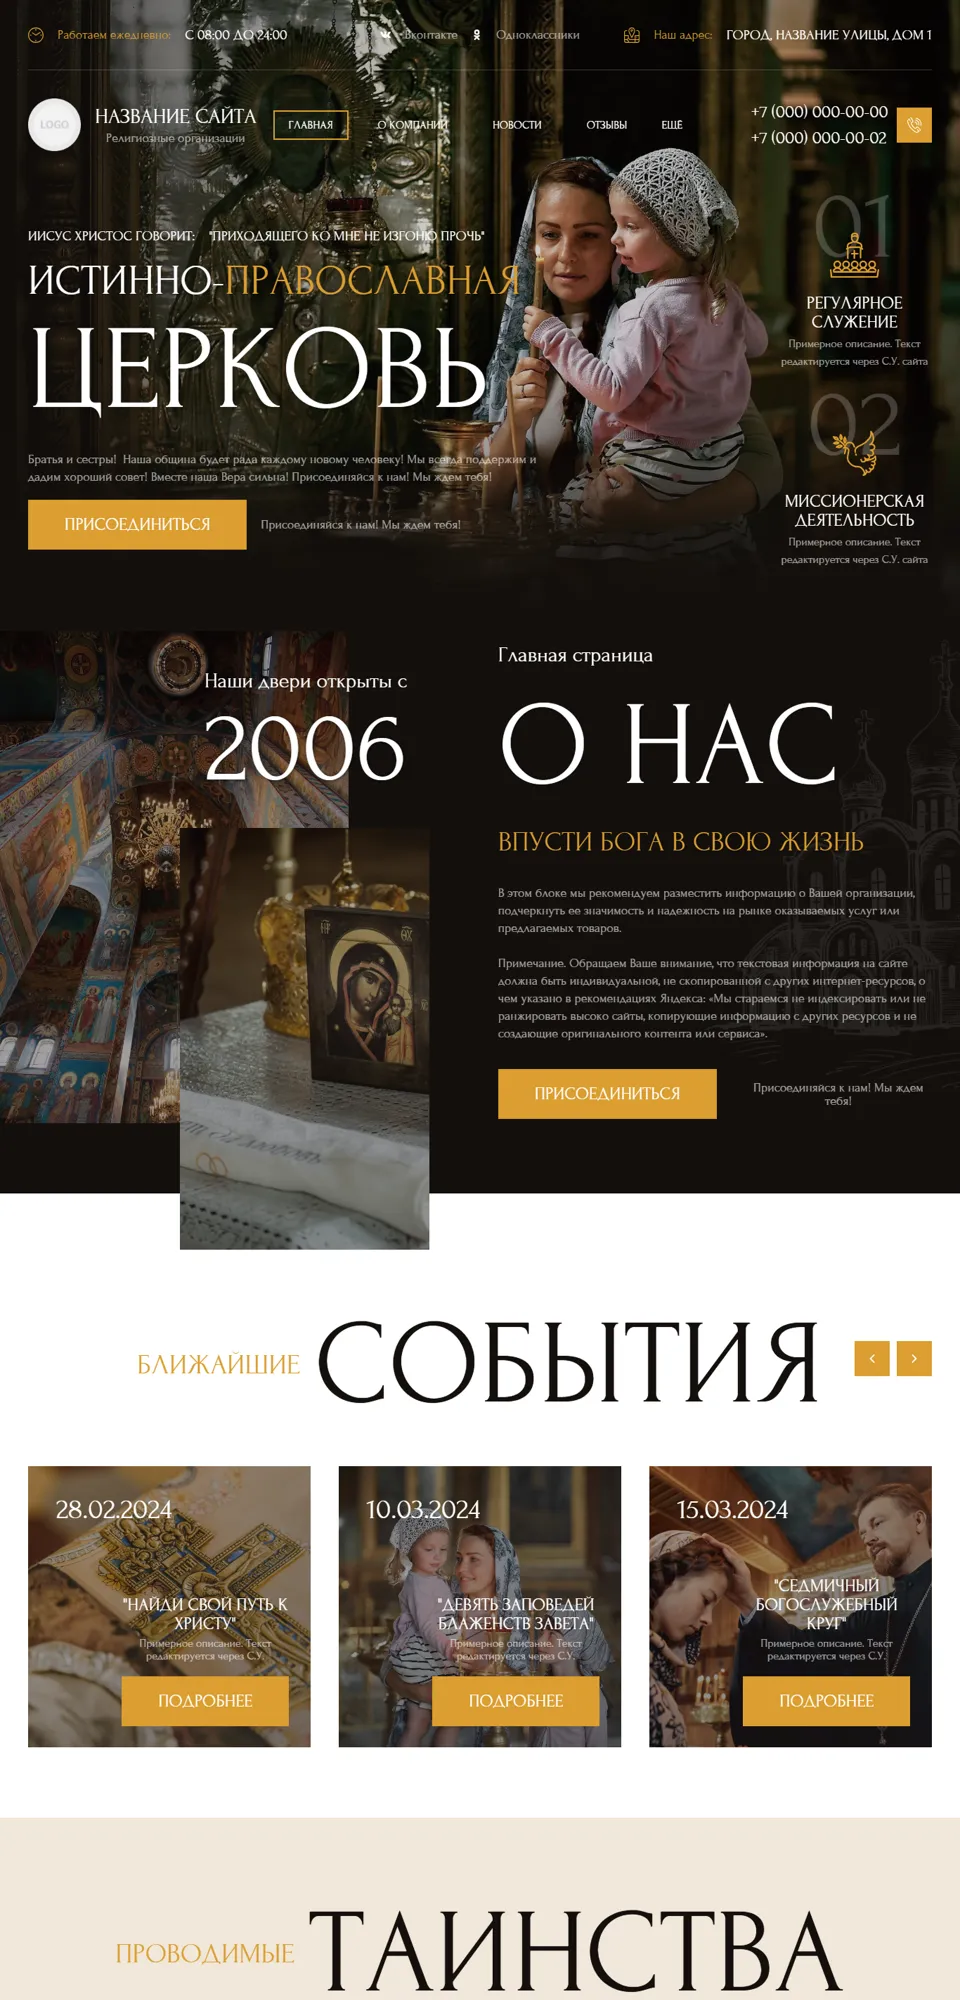 Работаем ежедневно: С 08:00 ДО 24:00
Вконтакте
Одноклассники
Наш адрес: ГОРОД, НАЗВАНИЕ УЛИЦЫ, ДОМ 1
LOGO
НАЗВАНИЕ САЙТА
Религиозные организации
ГЛАВНАЯ
О КОМПАНИИ
НОВОСТИ
ОТЗЫВЫ
ЕЩЁ
+7 (000) 000-00-00
+7 (000) 000-00-02
ИИСУС ХРИСТОС ГОВОРИТ: "ПРИХОДЯЩЕГО КО МНЕ НЕ ИЗГОНЮ ПРОЧЬ"
ИСТИННО-ПРАВОСЛАВНАЯ
ЦЕРКОВЬ
Братья и сестры! Наша община будет рада каждому новому человеку! Мы всегда поддержим и
дадим хороший совет! Вместе наша Вера сильна! Присоединяйся к нам! Мы ждем тебя!
ПРИСОЕДИНИТЬСЯ
Присоединяйся к нам! Мы ждем тебя!
01
РЕГУЛЯРНОЕ
СЛУЖЕНИЕ
Примерное описание. Текст
редактируется через С.У. сайта
02
МИССИОНЕРСКАЯ
ДЕЯТЕЛЬНОСТЬ
Примерное описание. Текст
редактируется через С.У. сайта
Наши двери открыты с
2006
Главная страница
О НАС
ВПУСТИ БОГА В СВОЮ ЖИЗНЬ
В этом блоке мы рекомендуем разместить информацию о Вашей организации,
подчеркнуть ее значимость и надежность на рынке оказываемых услуг или
предлагаемых товаров.
Примечание. Обращаем Ваше внимание, что текстовая информация на сайте
должна быть индивидуальной, не скопированной с других интернет-ресурсов, о
чем указано в рекомендациях Яндекса: «Мы стараемся не индексировать или не
ранжировать высоко сайты, копирующие информацию с других ресурсов и не
создающие оригинального контента или сервиса».
ПРИСОЕДИНИТЬСЯ
Присоединяйся к нам! Мы ждем
тебя!
БЛИЖАЙШИЕ СОБЫТИЯ
28.02.2024
"НАЙДИ СВОЙ ПУТЬ К
ХРИСТУ"
Примерное описание. Текст
редактируется через С.У.
ПОДРОБНЕЕ
10.03.2024
"ДЕВЯТЬ ЗАПОВЕДЕЙ
БЛАЖЕНСТВ ЗАВЕТА"
Примерное описание. Текст
редактируется через С.У.
ПОДРОБНЕЕ
15.03.2024
"СЕДМИЧНЫЙ
БОГОСЛУЖЕБНЫЙ
КРУГ"
Примерное описание. Текст
редактируется через С.У.
ПОДРОБНЕЕ
ПРОВОДИМЫЕ ТАИНСТВА